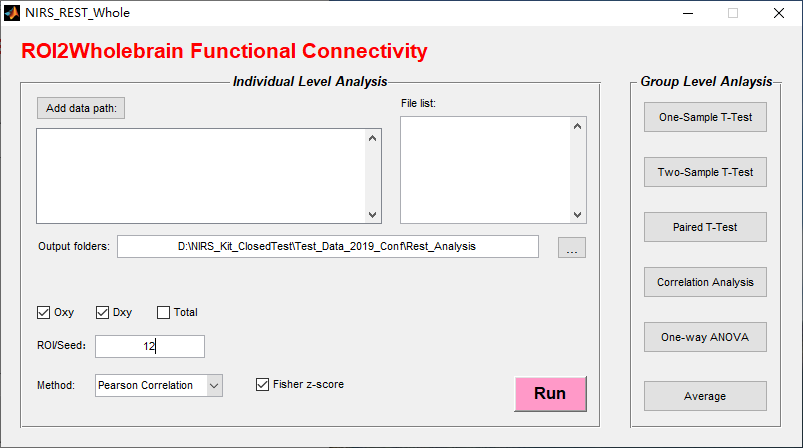 NIRS_REST_Whole
ROI2Wholebrain Functional Connectivity
Individual Level Analysis
Add data path:
File list:
Output folders:
D:\NIRS_Kit_ClosedTest\Test_Data_2019_Conf\Rest_Analysis
...
Oxy
Dxy
Total
ROI/Seed:
12
Method:
Pearson Correlation
Fisher z-score
Run
Group Level Anlaysis
One-Sample T-Test
Two-Sample T-Test
Paired T-Test
Correlation Analysis
One-way ANOVA
Average